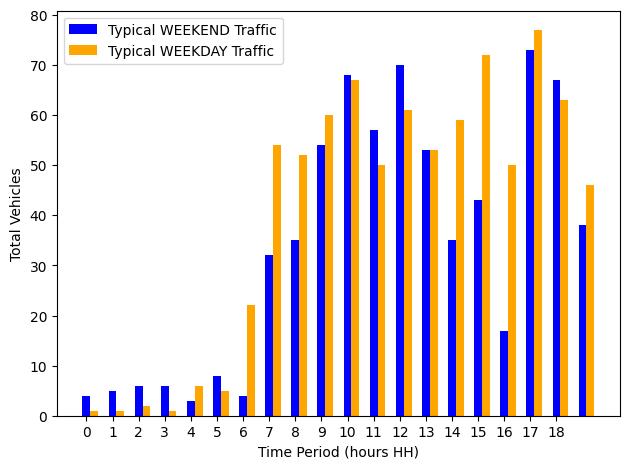 80
70
60
50
40
30
20
10
0
Total Vehicles
Typical WEEKEND Traffic
Typical WEEKDAY Traffic
0 1 2 3 4 5 6 7 8 9 10 11 12 13 14 15 16 17 18
Time Period (hours HH)